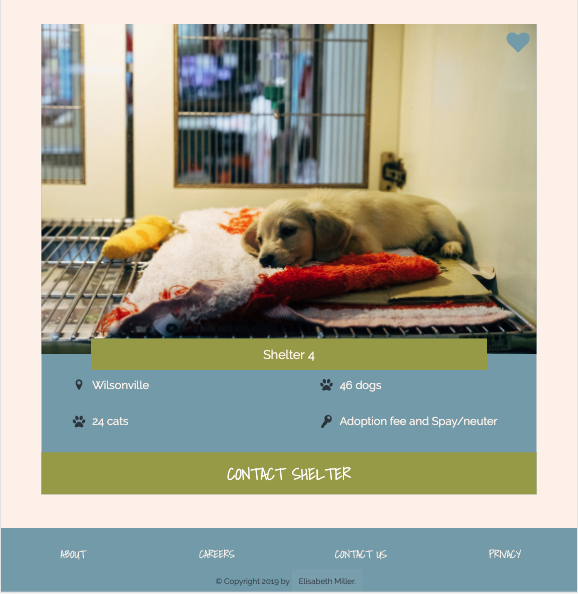 Shelter 4
Wilsonville
46 dogs
24 cats
Adoption fee and Spay/neuter
CONTACT SHELTER
ABOUT
CAREERS
CONTACT US
PRIVACY
© Copyright 2019 by Elisabeth Miller.